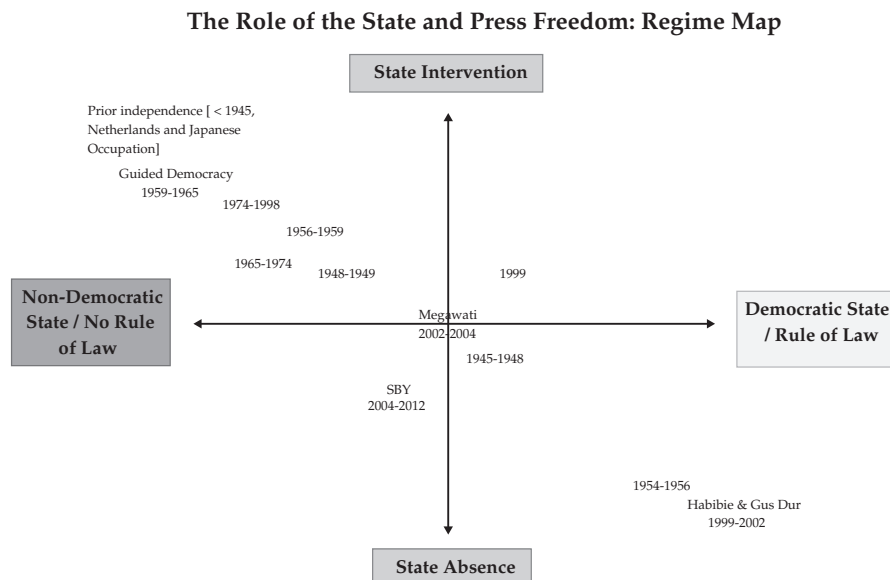 The Role of the State and Press Freedom: Regime Map
State Intervention
Prior independence [ < 1945,
Netherlands and Japanese
Occupation]
Guided Democracy
1959-1965
1974-1998
1956-1959
1965-1974
1948-1949
1999
Non-Democratic
State / No Rule
of Law
Megawati
2002-2004
Democratic State
/ Rule of Law
1945-1948
SBY
2004-2012
1954-1956
Habibie & Gus Dur
1999-2002
State Absence